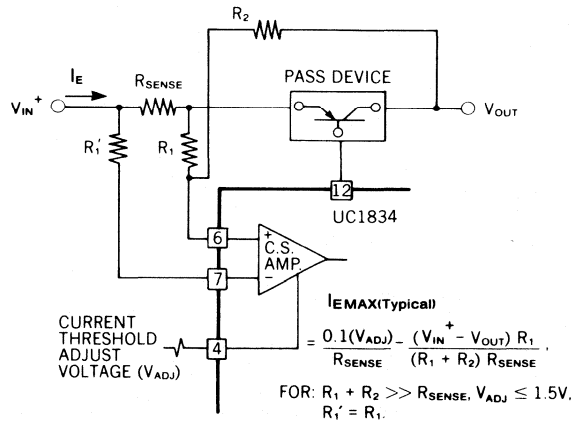 R2
IE
RSENSE
PASS DEVICE
VIN+
VOUT
R1'
R1
12
UC1834
6
+
C.S.
AMP.
7
−
IEMAX(Typical)
= 0.1(VADJ) / RSENSE − (VIN+ − VOUT) R1 / (R1 + R2) RSENSE ,
CURRENT
THRESHOLD
ADJUST
VOLTAGE (VADJ)
4
FOR: R1 + R2 >> RSENSE, VADJ ≤ 1.5V,
R1' = R1.